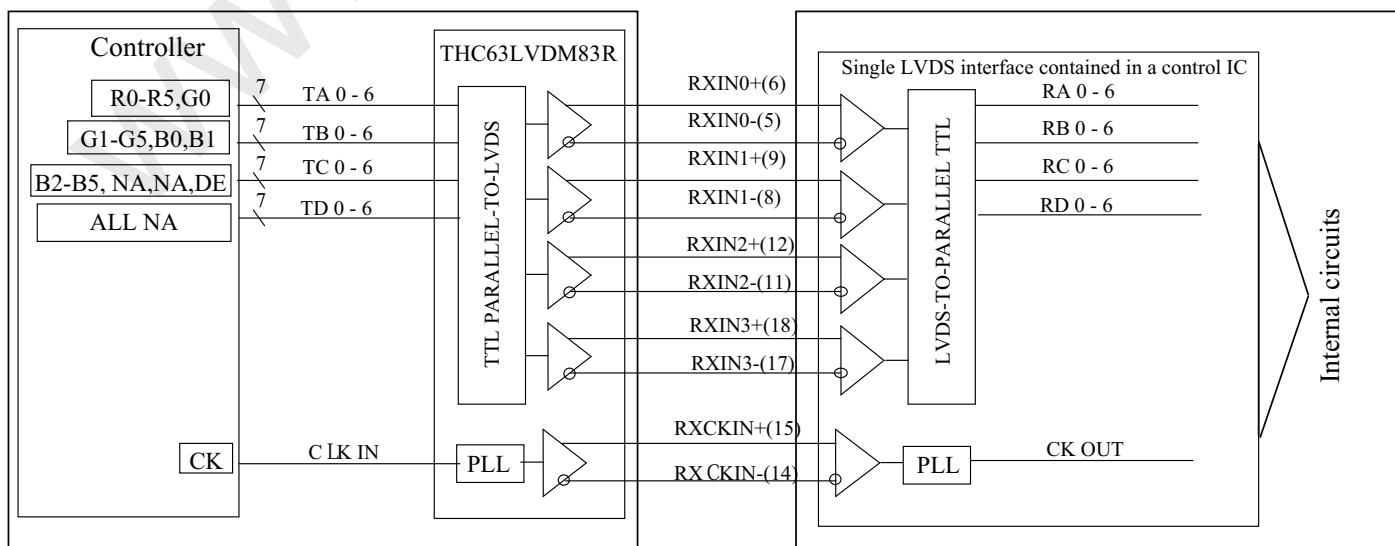 Controller
R0-R5,G0
G1-G5,B0,B1
B2-B5, NA,NA,DE
ALL NA
CK
7
TA 0 - 6
7
TB 0 - 6
7
TC 0 - 6
7
TD 0 - 6
CLK IN
THC63LVDM83R
TTL PARALLEL-TO-LVDS
PLL
RXIN0+(6)
RXIN0-(5)
RXIN1+(9)
RXIN1-(8)
RXIN2+(12)
RXIN2-(11)
RXIN3+(18)
RXIN3-(17)
RXCKIN+(15)
RXCKIN-(14)
Single LVDS interface contained in a control IC
LVDS-TO-PARALLEL TTL
PLL
RA 0 - 6
RB 0 - 6
RC 0 - 6
RD 0 - 6
CK OUT
Internal circuits